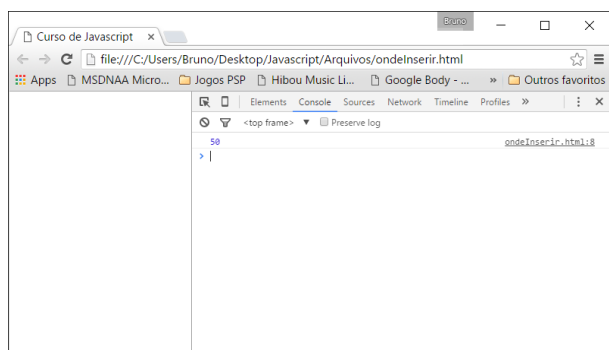 Bruno
Curso de Javascript
file:///C:/Users/Bruno/Desktop/Javascript/Arquivos/ondeInserir.html
Apps MSDNAA Micro... Jogos PSP Hibou Music Li... Google Body - ... » Outros favoritos
Elements Console Sources Network Timeline Profiles »
<top frame> ▼ Preserve log
50 ondeInserir.html:8
>